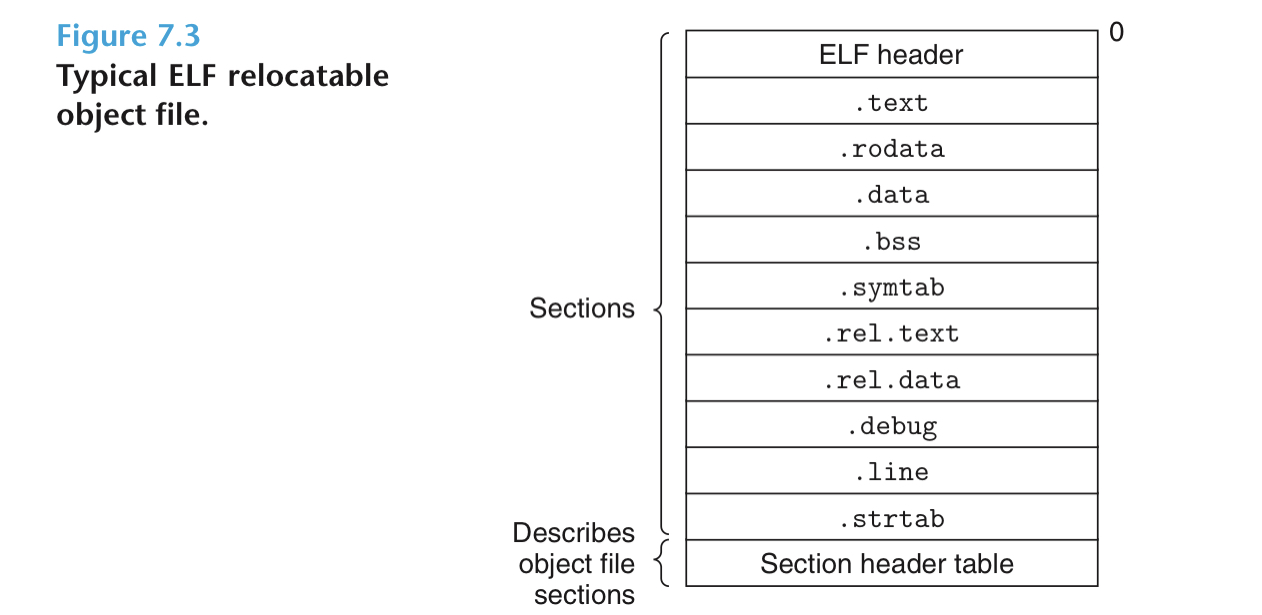 Figure 7.3
Typical ELF relocatable
object file.
0
ELF header
.text
.rodata
.data
.bss
.symtab
.rel.text
.rel.data
.debug
.line
.strtab
Section header table
Sections
Describes
object file
sections